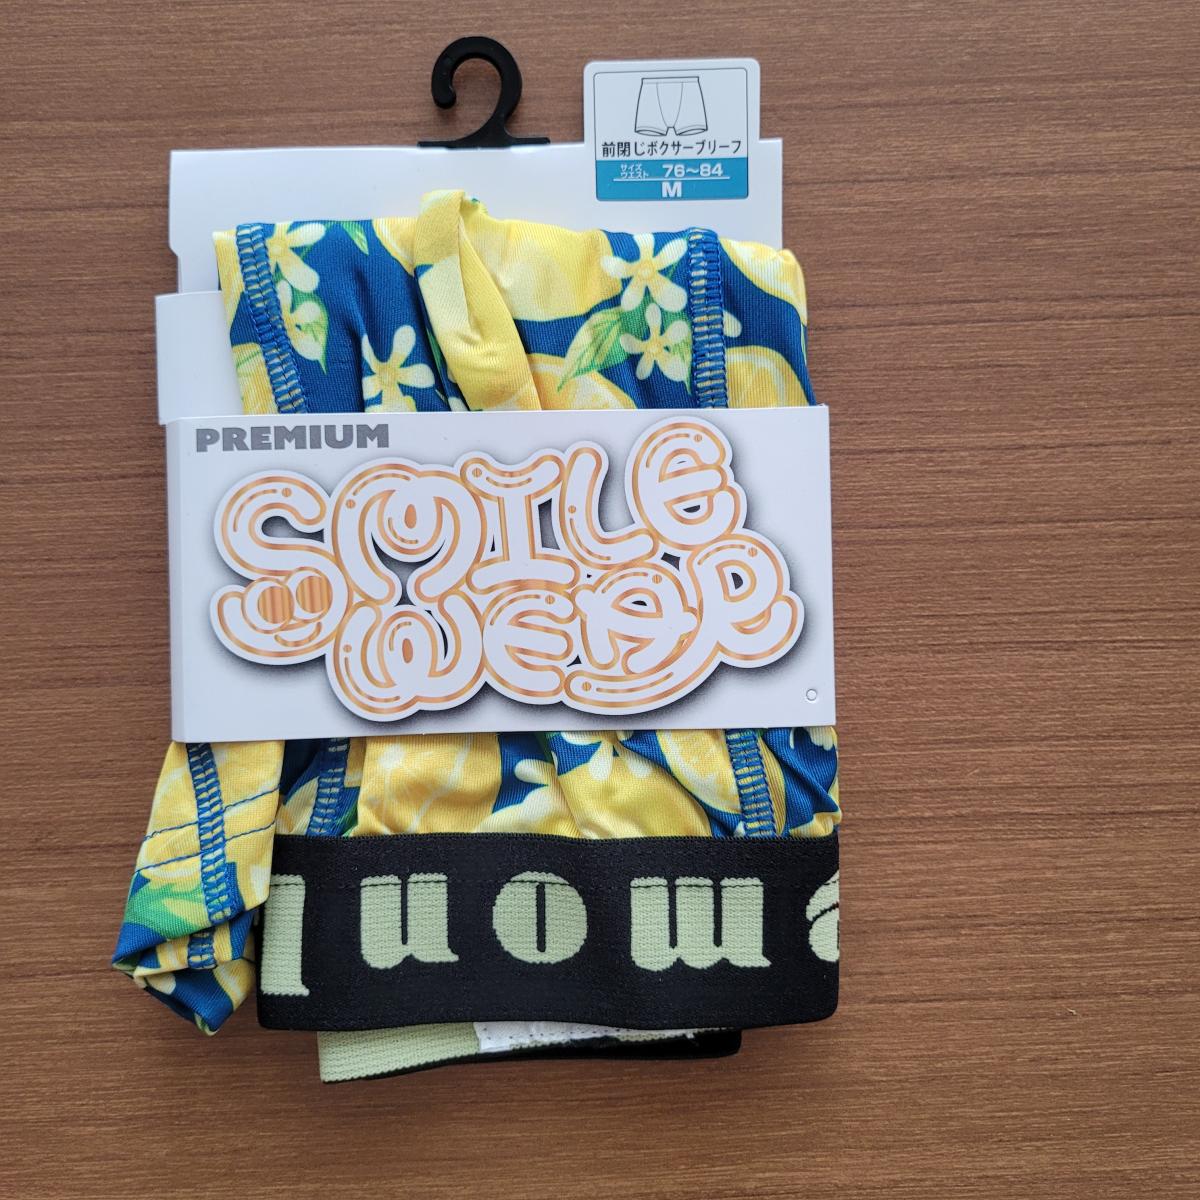 前閉じボクサーブリーフ
サイズ
ウエスト 76～84
M
PREMIUM
SMILE
WEAR
emon l